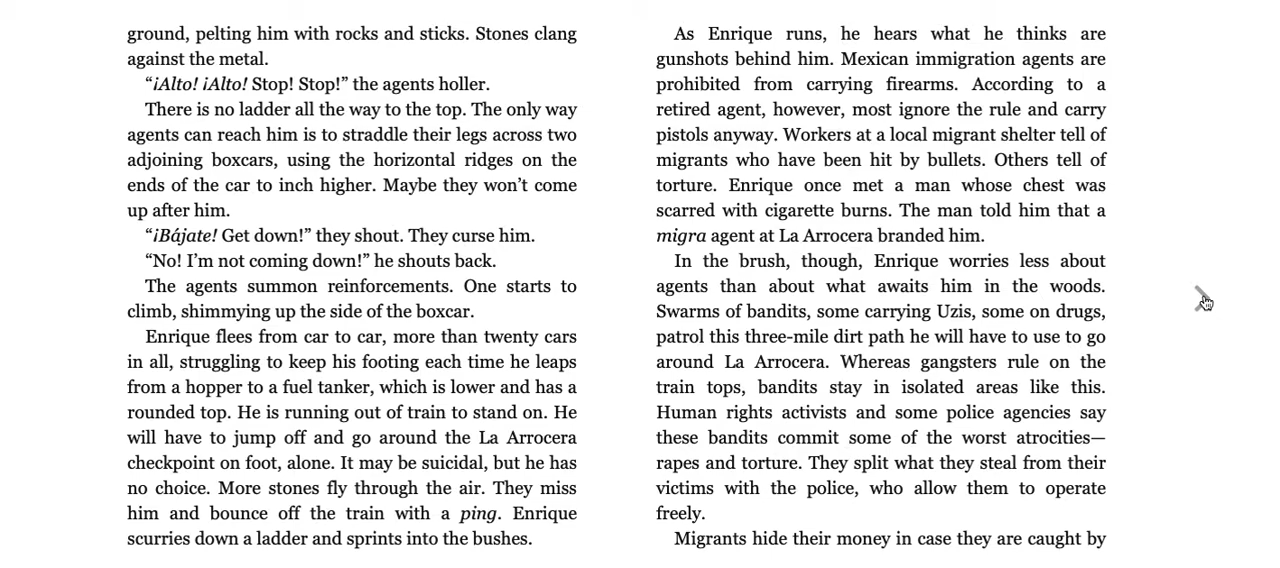 ground, pelting him with rocks and sticks. Stones clang
against the metal.
“¡Alto! ¡Alto! Stop! Stop!” the agents holler.
There is no ladder all the way to the top. The only way
agents can reach him is to straddle their legs across two
adjoining boxcars, using the horizontal ridges on the
ends of the car to inch higher. Maybe they won’t come
up after him.
“¡Bájate! Get down!” they shout. They curse him.
“No! I’m not coming down!” he shouts back.
The agents summon reinforcements. One starts to
climb, shimmying up the side of the boxcar.
Enrique flees from car to car, more than twenty cars
in all, struggling to keep his footing each time he leaps
from a hopper to a fuel tanker, which is lower and has a
rounded top. He is running out of train to stand on. He
will have to jump off and go around the La Arrocera
checkpoint on foot, alone. It may be suicidal, but he has
no choice. More stones fly through the air. They miss
him and bounce off the train with a ping. Enrique
scurries down a ladder and sprints into the bushes.
As Enrique runs, he hears what he thinks are
gunshots behind him. Mexican immigration agents are
prohibited from carrying firearms. According to a
retired agent, however, most ignore the rule and carry
pistols anyway. Workers at a local migrant shelter tell of
migrants who have been hit by bullets. Others tell of
torture. Enrique once met a man whose chest was
scarred with cigarette burns. The man told him that a
migra agent at La Arrocera branded him.
In the brush, though, Enrique worries less about
agents than about what awaits him in the woods.
Swarms of bandits, some carrying Uzis, some on drugs,
patrol this three-mile dirt path he will have to use to go
around La Arrocera. Whereas gangsters rule on the
train tops, bandits stay in isolated areas like this.
Human rights activists and some police agencies say
these bandits commit some of the worst atrocities—
rapes and torture. They split what they steal from their
victims with the police, who allow them to operate
freely.
Migrants hide their money in case they are caught by